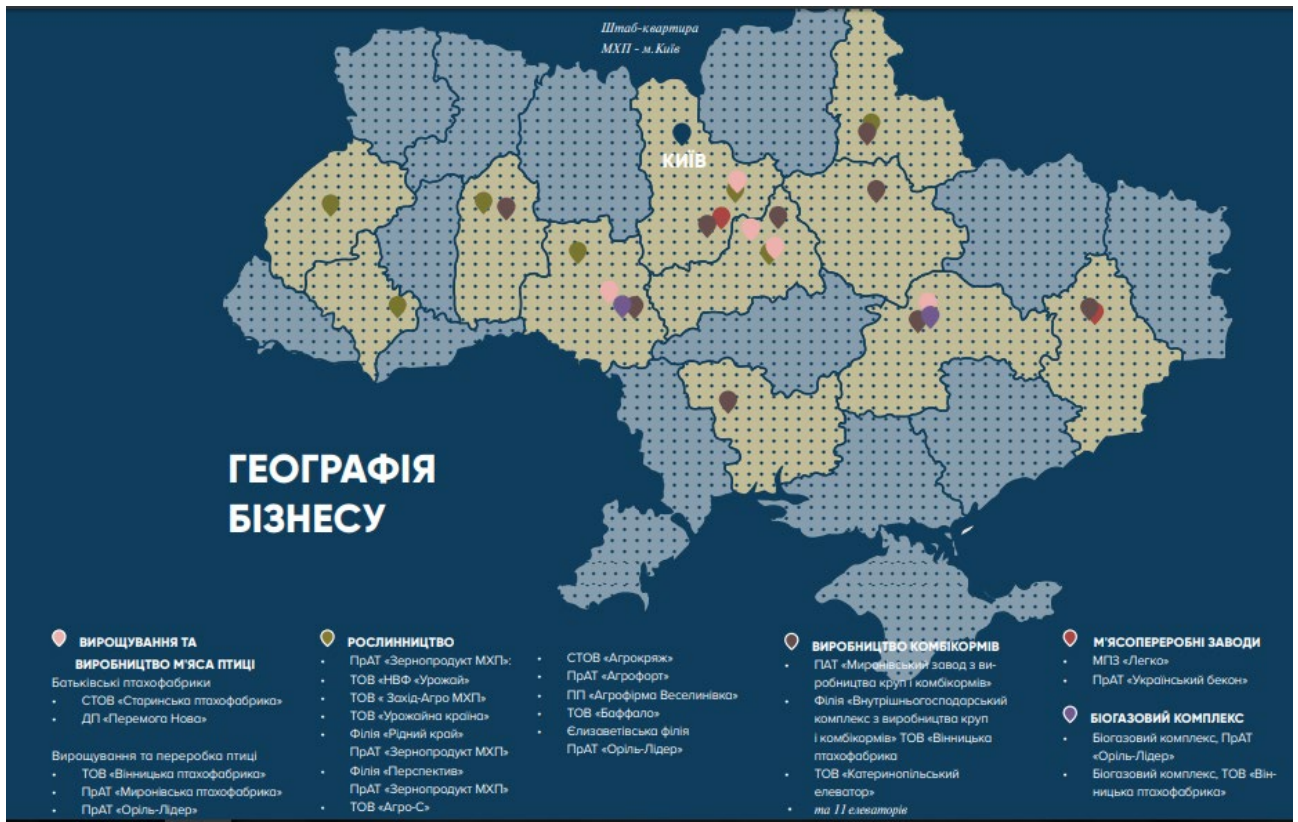 Штаб-квартира
МХП - м.Київ
КИЇВ
ГЕОГРАФІЯ
БІЗНЕСУ
ВИРОЩУВАННЯ ТА
ВИРОБНИЦТВО М'ЯСА ПТИЦІ
Батьківські птахофабрики
• СТОВ «Старинська птахофабрика»
• ДП «Перемога Нова»
Вирощування та переробка птиці
• ТОВ «Вінницька птахофабрика»
• ПрАТ «Миронівська птахофабрика»
• ПрАТ «Оріль-Лідер»
РОСЛИННИЦТВО
• ПрАТ «Зернопродукт МХП»:
• ТОВ «НВФ «Урожай»
• ТОВ « Захід-Агро МХП»
• ТОВ «Урожайна країна»
• Філія «Рідний край»
ПрАТ «Зернопродукт МХП»
• Філія «Перспектив»
ПрАТ «Зернопродукт МХП»
• ТОВ «Агро-С»
• СТОВ «Агрокряж»
• ПрАТ «Агрофорт»
• ПП «Агрофірма Веселинівка»
• ТОВ «Баффало»
• Єлизаветівська філія
ПрАТ «Оріль-Лідер»
ВИРОБНИЦТВО КОМБІКОРМІВ
• ПАТ «Миронівський завод з ви-
робництва круп і комбікормів»
• Філія «Внутрішньогосподарський
комплекс з виробництва круп
і комбікормів» ТОВ «Вінницька
птахофабрика
• ТОВ «Катеринопільський
елеватор»
• та 11 елеваторів
М'ЯСОПЕРЕРОБНІ ЗАВОДИ
• МПЗ «Легко»
• ПрАТ «Український бекон»
БІОГАЗОВИЙ КОМПЛЕКС
• Біогазовий комплекс, ПрАТ
«Оріль-Лідер»
• Біогазовий комплекс, ТОВ «Він-
ницька птахофабрика»